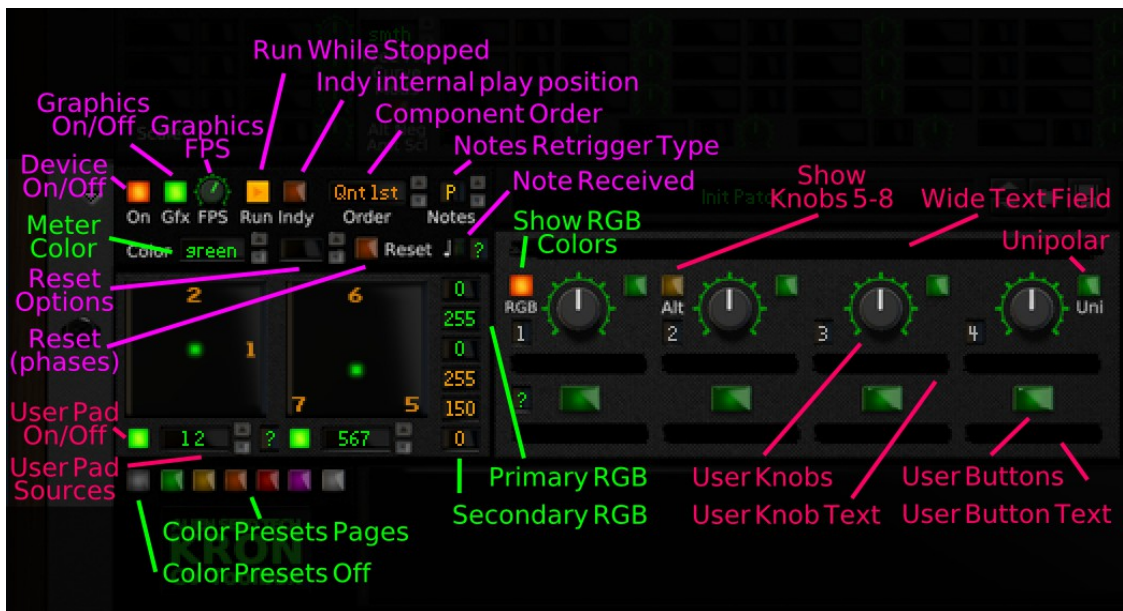 smth
Run While Stopped
Indy internal play position
Graphics
On/Off
Graphics
FPS
Component Order
Notes Retrigger Type
Device
On/Off
Note Received
Show
Knobs 5-8
Wide Text Field
Init Patch
Qnt1st
P
On Gfx FPS Run Indy Order Notes
Show RGB
Colors
Unipolar
Meter
Color
Color green Reset ?
Reset
Options
RGB Alt Uni
2 6 0
255
1 2 3 4
Reset
(phases)
1 0
255
7 5 150
?
User Pad
On/Off
12 ? 567 0
User Pad
Sources
Primary RGB
User Knobs
User Buttons
Secondary RGB
User Knob Text
User Button Text
Color Presets Pages
KRON
Color Presets Off